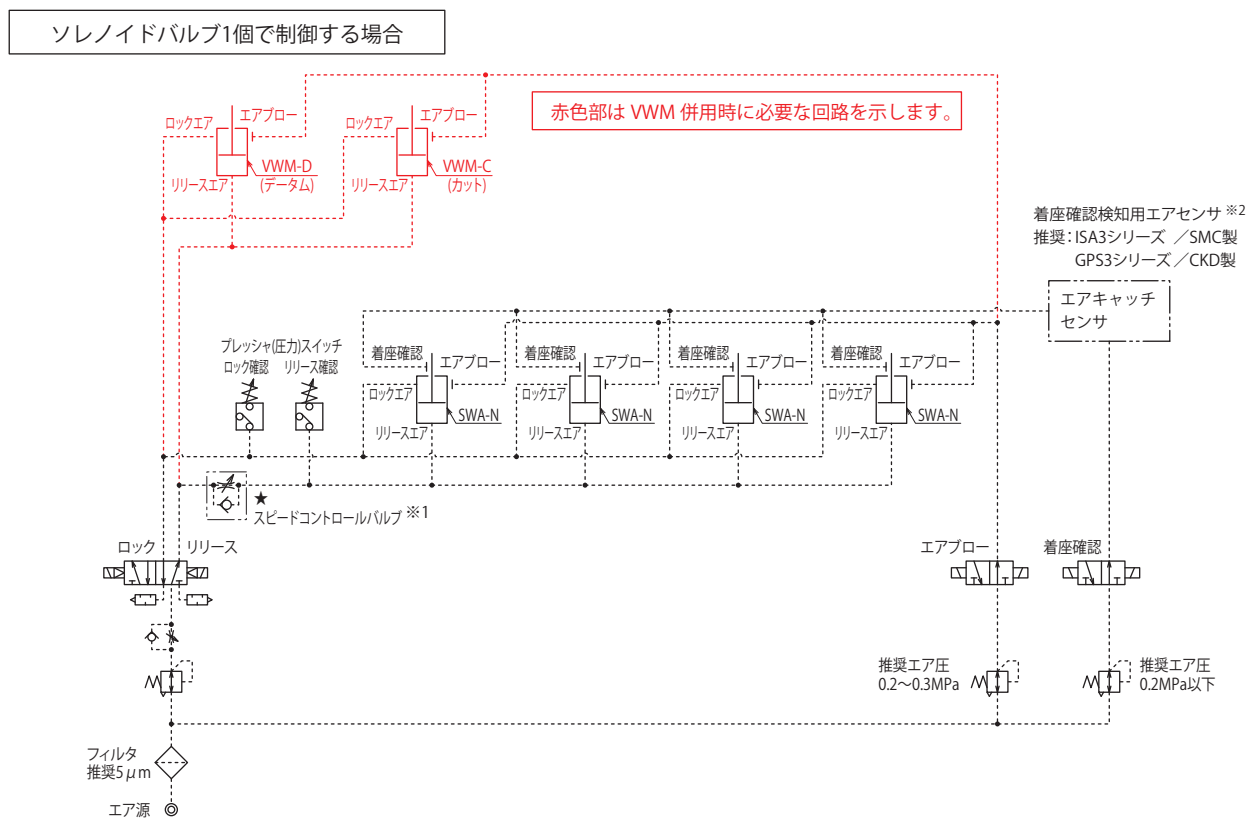 ソレノイドバルブ1個で制御する場合
赤色部は VWM 併用時に必要な回路を示します。
ロックエア
エアブロー
VWM-D
(データム)
リリースエア
ロックエア
エアブロー
VWM-C
(カット)
リリースエア
着座確認検知用エアセンサ ※2
推奨：ISA3シリーズ ／SMC製
GPS3シリーズ／CKD製
エアキャッチ
センサ
プレッシャ(圧力)スイッチ
ロック確認 リリース確認
着座確認
エアブロー
ロックエア
SWA-N
リリースエア
着座確認
エアブロー
ロックエア
SWA-N
リリースエア
着座確認
エアブロー
ロックエア
SWA-N
リリースエア
着座確認
エアブロー
ロックエア
SWA-N
リリースエア
★
スピードコントロールバルブ ※1
ロック リリース
エアブロー
着座確認
推奨エア圧
0.2～0.3MPa
推奨エア圧
0.2MPa以下
フィルタ
推奨5μm
エア源